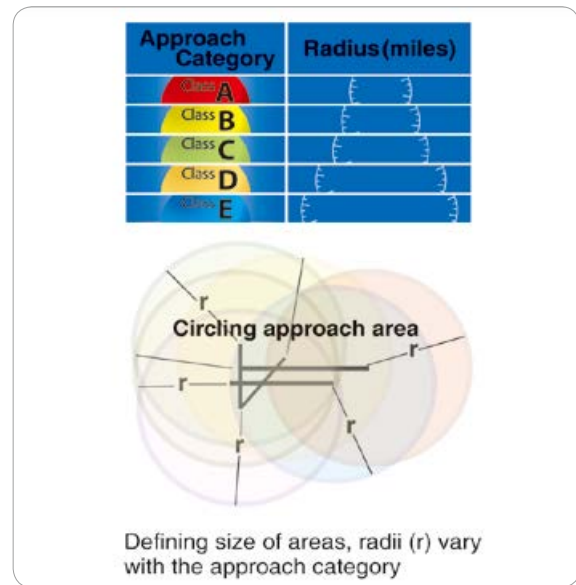 Approach Category
Radius (miles)
Class A
Class B
Class C
Class D
Class E
r
Circling approach area
r
r
r
r
Defining size of areas, radii (r) vary
with the approach category